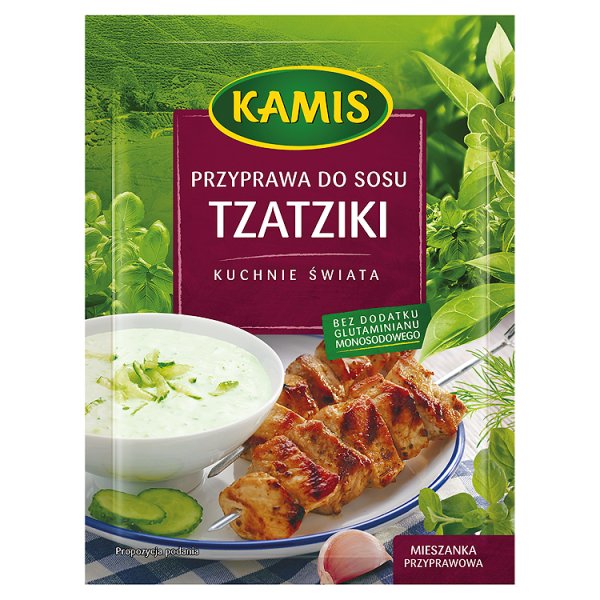 KAMIS
PRZYPRAWA DO SOSU
TZATZIKI
KUCHNIE ŚWIATA
BEZ DODATKU
GLUTAMINIANU
MONOSODOWEGO
Propozycja podania
MIESZANKA
PRZYPRAWOWA